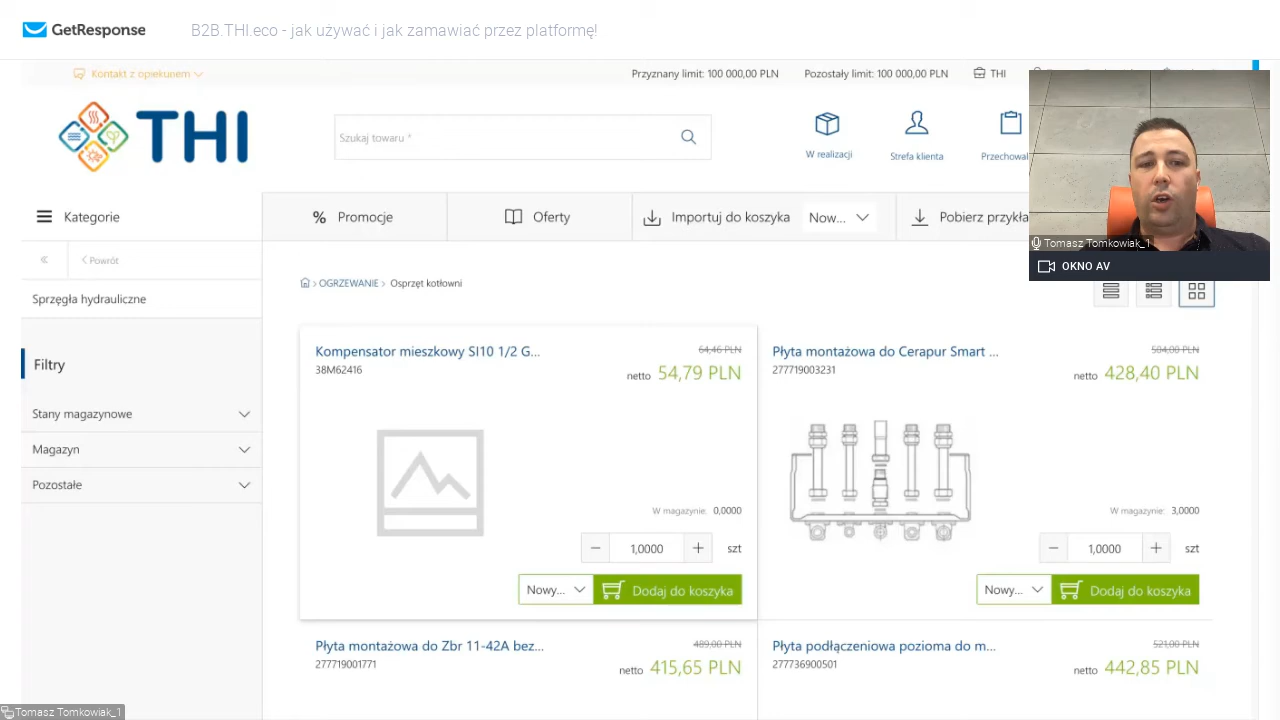 GetResponse
B2B.THI.eco - jak używać i jak zamawiać przez platformę!
Kontakt z opiekunem
Przyznany limit: 100 000,00 PLN
Pozostały limit: 100 000,00 PLN
THI
THI
Szukaj towaru *
W realizacji
Strefa klienta
Przechowal
Tomasz Tomkowiak_1
OKNO AV
Kategorie
Promocje
Oferty
Importuj do koszyka
Now...
Pobierz przykła
Powrót
OGRZEWANIE > Osprzęt kotłowni
Sprzęgła hydrauliczne
Filtry
Stany magazynowe
Magazyn
Pozostałe
Kompensator mieszkowy SI10 1/2 G...
64,46 PLN
38M62416
netto 54,79 PLN
W magazynie: 0,0000
1,0000
szt
Nowy...
Dodaj do koszyka
Płyta montażowa do Cerapur Smart ...
504,00 PLN
277719003231
netto 428,40 PLN
W magazynie: 3,0000
1,0000
szt
Nowy...
Dodaj do koszyka
Płyta montażowa do Zbr 11-42A bez...
489,00 PLN
277719001771
netto 415,65 PLN
Płyta podłączeniowa pozioma do m...
521,00 PLN
277736900501
netto 442,85 PLN
Tomasz Tomkowiak_1